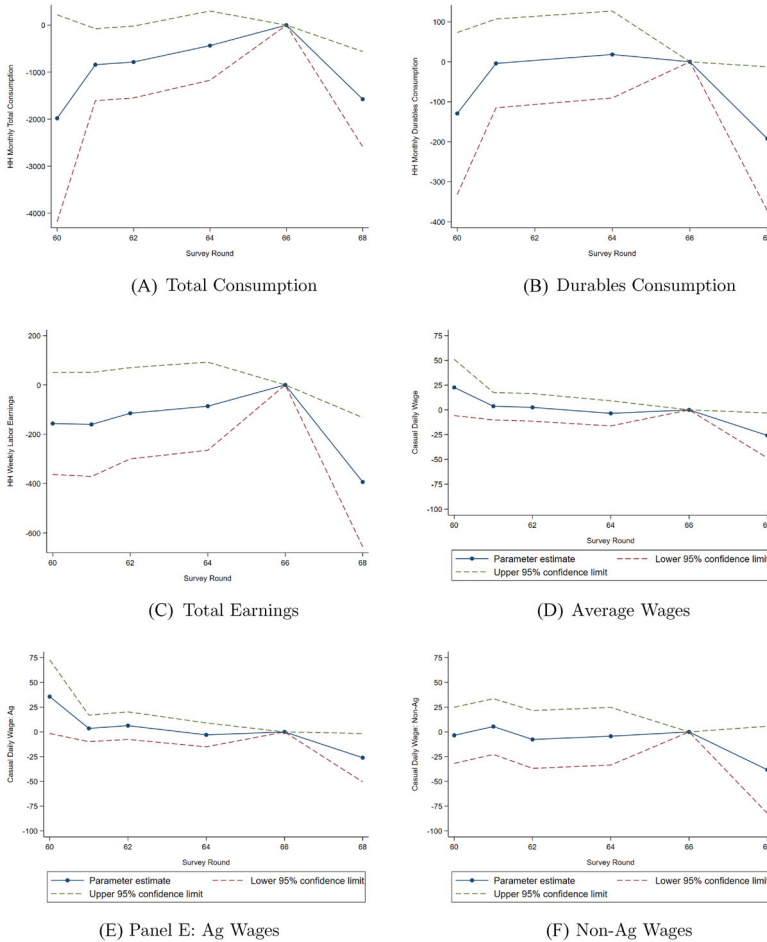 0
-1000
-2000
-3000
-4000
HH Monthly Total Consumption
60 62 64 66 68
Survey Round
(A) Total Consumption
100
0
-100
-200
-300
-400
HH Monthly Durables Consumption
60 62 64 66
Survey Round
(B) Durables Consumption
200
0
-200
-400
-600
HH Weekly Labor Earnings
60 62 64 66 68
Survey Round
(C) Total Earnings
75
50
25
0
-25
-50
-75
-100
Casual Daily Wage
60 62 64 66
Survey Round
Parameter estimate Lower 95% confidence limit
Upper 95% confidence limit
(D) Average Wages
75
50
25
0
-25
-50
-75
-100
Casual Daily Wage: Ag
60 62 64 66 68
Survey Round
Parameter estimate Lower 95% confidence limit
Upper 95% confidence limit
(E) Panel E: Ag Wages
75
50
25
0
-25
-50
-75
-100
Casual Daily Wage: Non-Ag
60 62 64 66
Survey Round
Parameter estimate Lower 95% confidence limit
Upper 95% confidence limit
(F) Non-Ag Wages